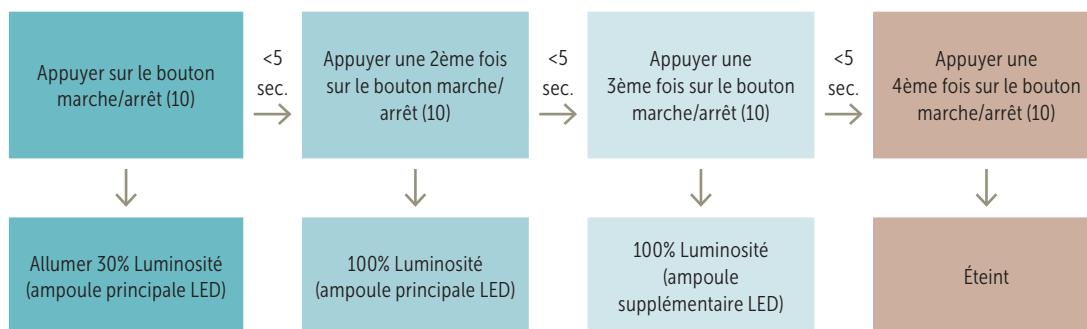 Appuyer sur le bouton
marche/arrêt (10)
<5
sec.
Appuyer une 2ème fois
sur le bouton marche/
arrêt (10)
<5
sec.
Appuyer une
3ème fois sur le bouton
marche/arrêt (10)
<5
sec.
Appuyer une
4ème fois sur le bouton
marche/arrêt (10)
Allumer 30% Luminosité
(ampoule principale LED)
100% Luminosité
(ampoule principale LED)
100% Luminosité
(ampoule
supplémentaire LED)
Éteint